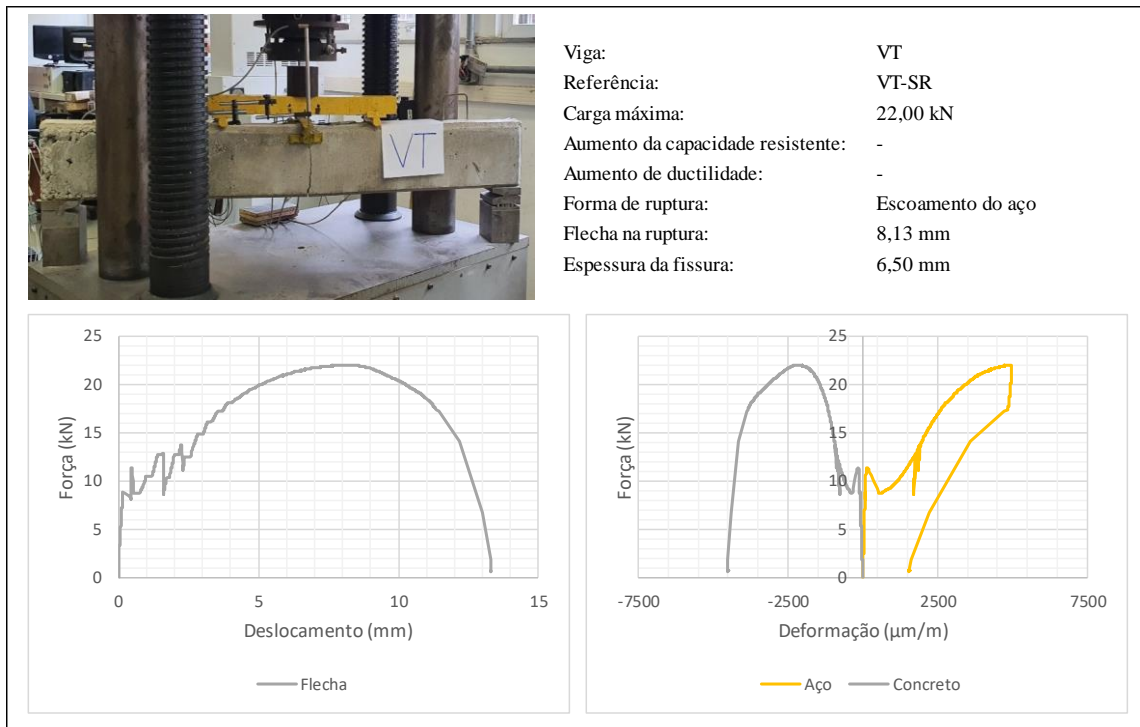 VT
Viga: VT
Referência: VT-SR
Carga máxima: 22,00 kN
Aumento da capacidade resistente: -
Aumento de ductilidade: -
Forma de ruptura: Escoamento do aço
Flecha na ruptura: 8,13 mm
Espessura da fissura: 6,50 mm
25
20
15
10
5
0
Força (kN)
0 5 10 15
Deslocamento (mm)
Flecha
25
20
15
10
5
0
Força (kN)
-7500 -2500 2500 7500
Deformação (µm/m)
Aço Concreto